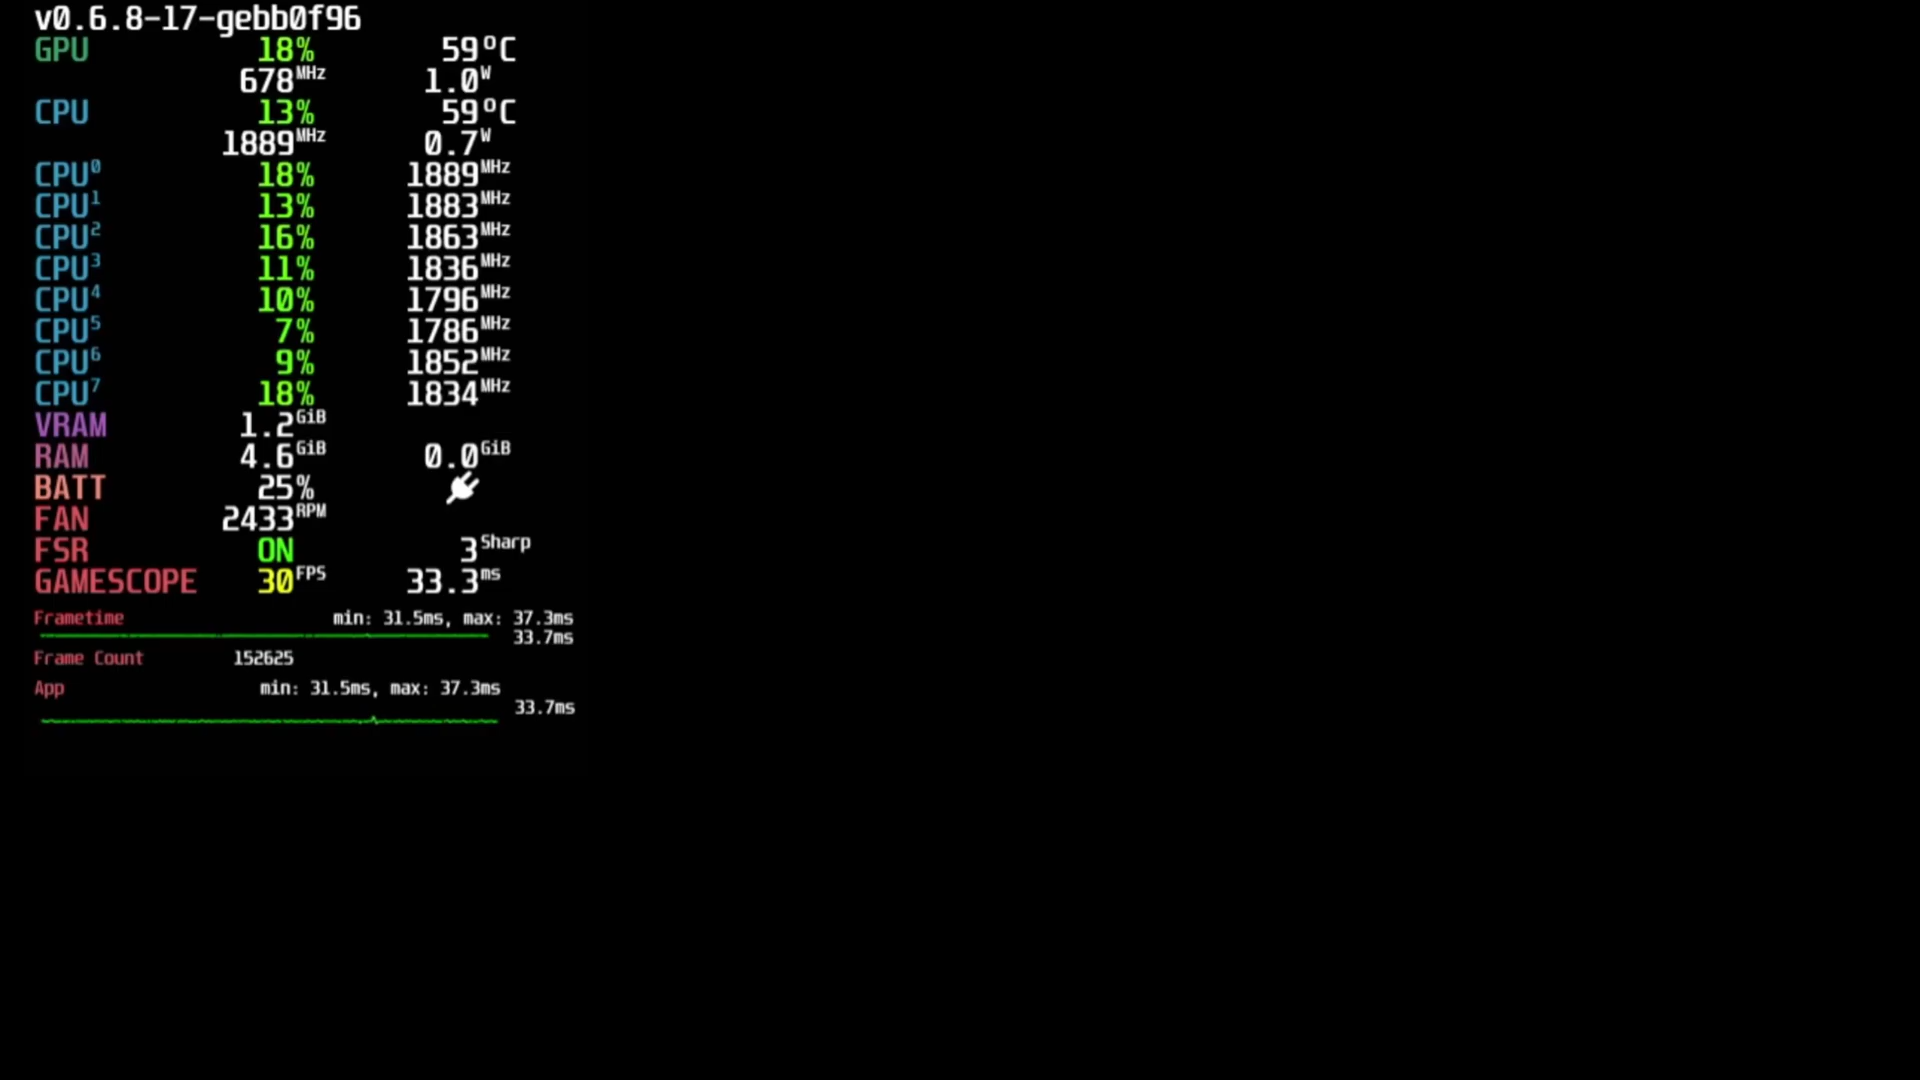 v0.6.8-17-gebb0f96
GPU 18% 59°C
678MHz 1.0W
CPU 13% 59°C
1889MHz 0.7W
CPU0 18% 1889MHz
CPU1 13% 1883MHz
CPU2 16% 1863MHz
CPU3 11% 1836MHz
CPU4 10% 1796MHz
CPU5 7% 1786MHz
CPU6 9% 1852MHz
CPU7 18% 1834MHz
VRAM 1.2GiB
RAM 4.6GiB 0.0GiB
BATT 25%
FAN 2433RPM
FSR ON 3Sharp
GAMESCOPE 30FPS 33.3ms
Frametime min: 31.5ms, max: 37.3ms
33.7ms
Frame Count 152625
App min: 31.5ms, max: 37.3ms
33.7ms